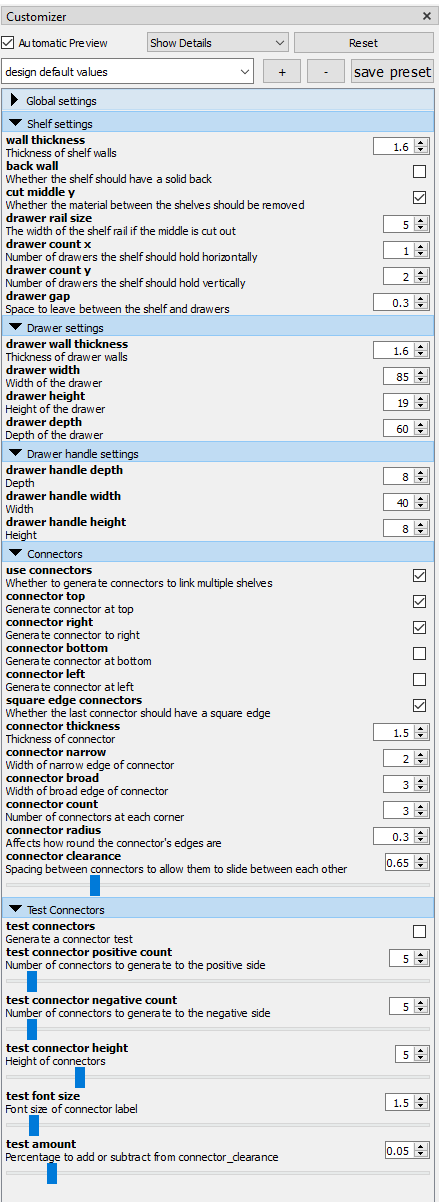 Customizer
Automatic Preview
Show Details
Reset
design default values
+
-
save preset
Global settings
Shelf settings
wall thickness
Thickness of shelf walls
1.6
back wall
Whether the shelf should have a solid back
cut middle y
Whether the material between the shelves should be removed
drawer rail size
The width of the shelf rail if the middle is cut out
5
drawer count x
Number of drawers the shelf should hold horizontally
1
drawer count y
Number of drawers the shelf should hold vertically
2
drawer gap
Space to leave between the shelf and drawers
0.3
Drawer settings
drawer wall thickness
Thickness of drawer walls
1.6
drawer width
Width of the drawer
85
drawer height
Height of the drawer
19
drawer depth
Depth of the drawer
60
Drawer handle settings
drawer handle depth
Depth
8
drawer handle width
Width
40
drawer handle height
Height
8
Connectors
use connectors
Whether to generate connectors to link multiple shelves
connector top
Generate connector at top
connector right
Generate connector to right
connector bottom
Generate connector at bottom
connector left
Generate connector at left
square edge connectors
Whether the last connector should have a square edge
connector thickness
Thickness of connector
1.5
connector narrow
Width of narrow edge of connector
2
connector broad
Width of broad edge of connector
3
connector count
Number of connectors at each corner
3
connector radius
Affects how round the connector's edges are
0.3
connector clearance
Spacing between connectors to allow them to slide between each other
0.65
Test Connectors
test connectors
Generate a connector test
test connector positive count
Number of connectors to generate to the positive side
5
test connector negative count
Number of connectors to generate to the negative side
5
test connector height
Height of connectors
5
test font size
Font size of connector label
1.5
test amount
Percentage to add or subtract from connector_clearance
0.05